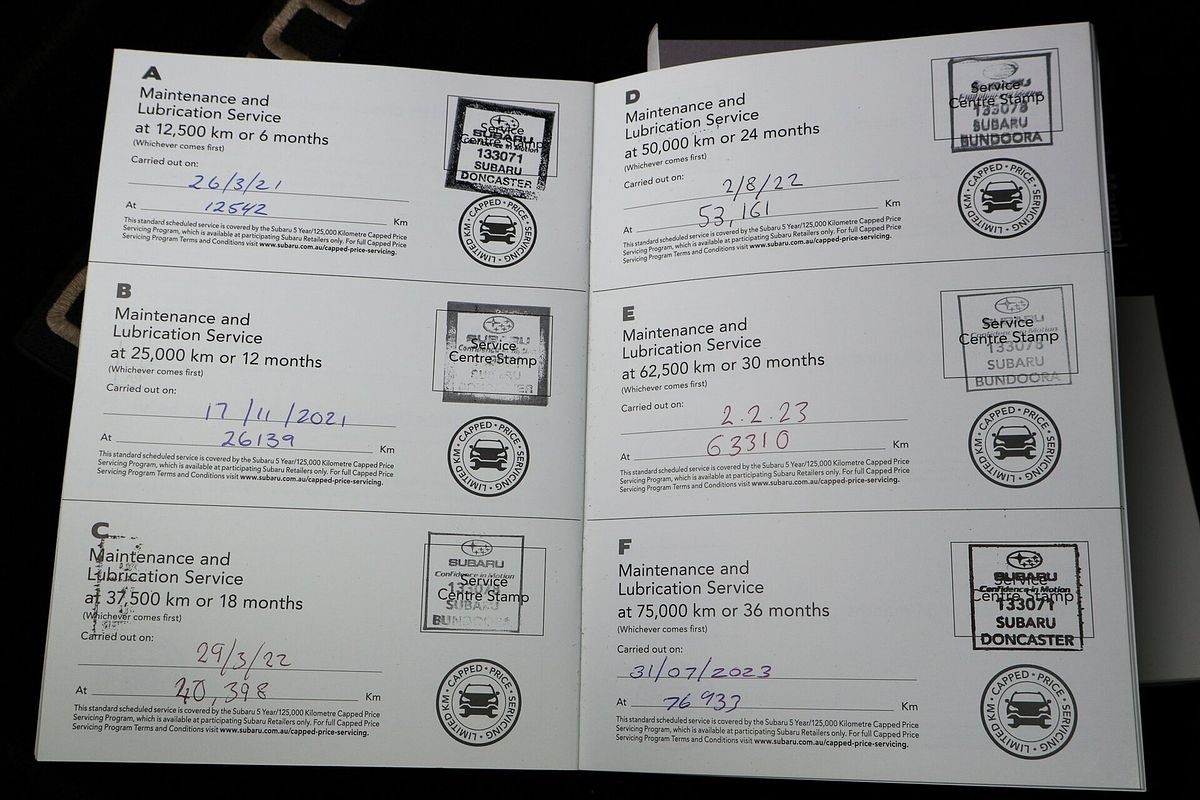 A
Maintenance and
Lubrication Service
at 12,500 km or 6 months
(Whichever comes first)
Carried out on:
26/3/21
At 12542 Km
This standard scheduled service is covered by the Subaru 5 Year/125,000 Kilometre Capped Price
Servicing Program, which is available at participating Subaru Retailers only. For full Capped Price
Servicing Program Terms and Conditions visit www.subaru.com.au/capped-price-servicing.
Service
Centre Stamp
SUBARU
Confidence in Motion
133071
SUBARU
DONCASTER
CAPPED • PRICE • SERVICING • LIMITED KM •
B
Maintenance and
Lubrication Service
at 25,000 km or 12 months
(Whichever comes first)
Carried out on:
17/11/2021
At 26139 Km
This standard scheduled service is covered by the Subaru 5 Year/125,000 Kilometre Capped Price
Servicing Program, which is available at participating Subaru Retailers only. For full Capped Price
Servicing Program Terms and Conditions visit www.subaru.com.au/capped-price-servicing.
Service
Centre Stamp
SUBARU
SUBARU
DONCASTER
CAPPED • PRICE • SERVICING • LIMITED KM •
C
Maintenance and
Lubrication Service
at 37,500 km or 18 months
(Whichever comes first)
Carried out on:
29/3/22
At 40,398 Km
This standard scheduled service is covered by the Subaru 5 Year/125,000 Kilometre Capped Price
Servicing Program, which is available at participating Subaru Retailers only. For full Capped Price
Servicing Program Terms and Conditions visit www.subaru.com.au/capped-price-servicing.
Service
Centre Stamp
SUBARU
Confidence in Motion
SUBARU
BUNDOORA
CAPPED • PRICE • SERVICING • LIMITED KM •
D
Maintenance and
Lubrication Service
at 50,000 km or 24 months
(Whichever comes first)
Carried out on:
2/8/22
At 53,161 Km
This standard scheduled service is covered by the Subaru 5 Year/125,000 Kilometre Capped Price
Servicing Program, which is available at participating Subaru Retailers only. For full Capped Price
Servicing Program Terms and Conditions visit www.subaru.com.au/capped-price-servicing.
Service
Centre Stamp
133078
SUBARU
BUNDOORA
CAPPED • PRICE • SERVICING • LIMITED KM •
E
Maintenance and
Lubrication Service
at 62,500 km or 30 months
(Whichever comes first)
Carried out on:
2.2.23
At 63310 Km
This standard scheduled service is covered by the Subaru 5 Year/125,000 Kilometre Capped Price
Servicing Program, which is available at participating Subaru Retailers only. For full Capped Price
Servicing Program Terms and Conditions visit www.subaru.com.au/capped-price-servicing.
Service
Centre Stamp
SUBARU
Confidence in Motion
133078
SUBARU
BUNDOORA
CAPPED • PRICE • SERVICING • LIMITED KM •
F
Maintenance and
Lubrication Service
at 75,000 km or 36 months
(Whichever comes first)
Carried out on:
31/07/2023
At 76933 Km
This standard scheduled service is covered by the Subaru 5 Year/125,000 Kilometre Capped Price
Servicing Program, which is available at participating Subaru Retailers only. For full Capped Price
Servicing Program Terms and Conditions visit www.subaru.com.au/capped-price-servicing.
Service
Centre Stamp
SUBARU
Confidence in Motion
133071
SUBARU
DONCASTER
CAPPED • PRICE • SERVICING • LIMITED KM •